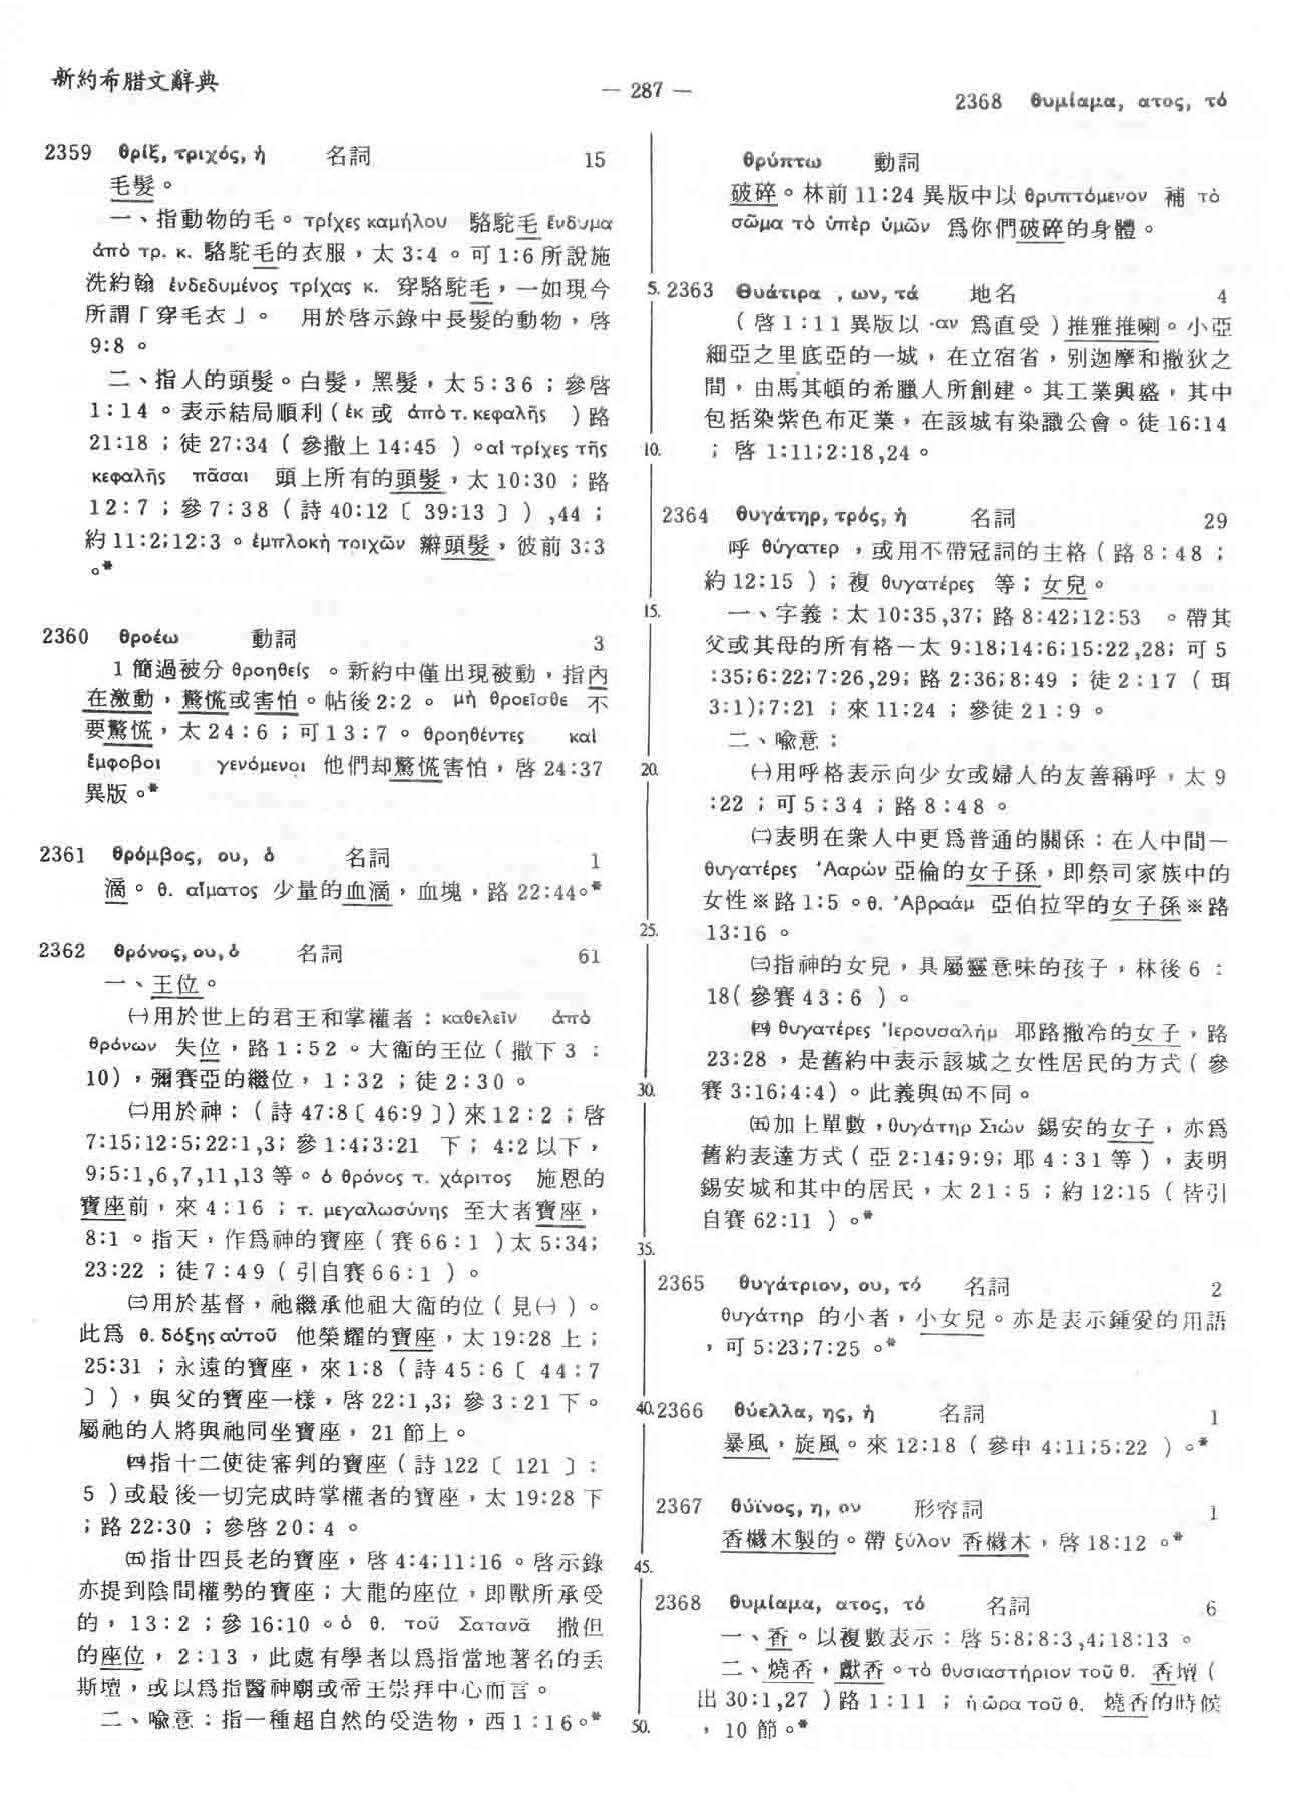 新約希腊文辭典
— 287 —
2368 θυμίαμα, ατος, τό
2359 θρίξ, τριχός, ἡ 名詞 15
毛髮。
一、指動物的毛。τρίχες καμήλου 駱駝毛 ἔνδυμα
ἀπὸ τρ. κ. 駱駝毛的衣服，太 3:4 。可 1:6 所說施
洗約翰 ἐνδεδυμένος τρίχας κ. 穿駱駝毛，一如現今
所謂「穿毛衣」。 用於啓示錄中長髮的動物，啓
9:8 。
二、指人的頭髮。白髮，黑髮，太 5:36 ；參啓
1:14 。表示結局順利（ ἐκ 或 ἀπὸ τ. κεφαλῆς ）路
21:18 ；徒 27:34 ( 參撒上 14:45 ) 。αἱ τρίχες τῆς
κεφαλῆς πᾶσαι 頭上所有的頭髮，太 10:30 ；路
12:7 ；參 7:38 ( 詩 40:12〔 39:13 〕) ,44 ；
約 11:2;12:3 。ἐμπλοκὴ τριχῶν 辮頭髮，彼前 3:3
。*
2360 θροέω 動詞 3
1 簡過被分 θροηθείς 。新約中僅出現被動，指內
在激動，驚慌或害怕。帖後 2:2 。 μὴ θροεῖσθε 不
要驚慌，太 24:6 ；可 13:7 。θροηθέντες καὶ
ἔμφοβοι γενόμενοι 他們却驚慌害怕，啓 24:37
異版。*
2361 θρόμβος, ου, ὁ 名詞 1
滴。θ. αἵματος 少量的血滴，血塊，路 22:44。*
2362 θρόνος, ου, ὁ 名詞 61
一、王位。
㈠用於世上的君王和掌權者：καθελεῖν ἀπὸ
θρόνων 失位，路 1:52 。大衞的王位（撒下 3 :
10)，彌賽亞的繼位， 1:32 ；徒 2:30 。
㈡用於神：( 詩 47:8〔 46:9 〕) 來 12:2 ；啓
7:15;12:5;22:1,3; 參 1:4;3:21 下； 4:2 以下，
9;5:1,6,7,11,13 等。ὁ θρόνος τ. χάριτος 施恩的
寶座前，來 4:16 ；τ. μεγαλωσύνης 至大者寶座，
8:1 。指天，作爲神的寶座（賽 66:1 ）太 5:34;
23:22 ；徒 7:49 ( 引自賽 66:1 ) 。
㈢用於基督，祂繼承他祖大衞的位（見㈠）。
此爲 θ. δόξης αὐτοῦ 他榮耀的寶座，太 19:28 上；
25:31 ；永遠的寶座，來 1:8 ( 詩 45:6〔 44:7
〕)，與父的寶座一樣，啓 22:1,3; 參 3:21 下。
屬祂的人將與祂同坐寶座， 21 節上。
㈣指十二使徒審判的寶座（詩 122〔 121 〕:
5 ）或最後一切完成時掌權者的寶座，太 19:28 下
；路 22:30 ；參啓 20:4 。
㈤指廿四長老的寶座，啓 4:4;11:16 。啓示錄
亦提到陰間權勢的寶座；大龍的座位，即獸所承受
的， 13:2 ；參 16:10 。ὁ θ. τοῦ Σατανᾶ 撒但
的座位， 2:13 ，此處有學者以爲指當地著名的丟
斯壇，或以爲指醫神廟或帝王崇拜中心而言。
二、喩意：指一種超自然的受造物，西 1:16。*
5.
10.
15.
20.
25.
30.
35.
40.
45.
50.
θρύπτω 動詞
破碎。林前 11:24 異版中以 θρυπτόμενον 補 τὸ
σῶμα τὸ ὑπὲρ ὑμῶν 爲你們破碎的身體。
2363 Θυάτιρα , ων, τά 地名 4
（啓 1:11 異版以 -αν 爲直受）推雅推喇。小亞
細亞之里底亞的一城，在立宿省，別迦摩和撒狄之
間，由馬其頓的希臘人所創建。其工業興盛，其中
包括染紫色布疋業，在該城有染識公會。徒 16:14
；啓 1:11;2:18,24 。
2364 θυγάτηρ, τρός, ἡ 名詞 29
呼 θύγατερ ，或用不帶冠詞的主格（路 8:48 ；
約 12:15 ）；複 θυγατέρες 等；女兒。
一、字義：太 10:35,37; 路 8:42;12:53 。帶其
父或其母的所有格—太 9:18;14:6;15:22,28; 可 5
:35;6:22;7:26,29; 路 2:36;8:49 ；徒 2:17 （珥
3:1);7:21 ；來 11:24 ；參徒 21:9 。
二、喩意：
㈠用呼格表示向少女或婦人的友善稱呼，太 9
:22 ；可 5:34 ；路 8:48 。
㈡表明在衆人中更爲普通的關係：在人中間—
θυγατέρες Ἀαρών 亞倫的女子孫，即祭司家族中的
女性※路 1:5 。θ. Ἀβραάμ 亞伯拉罕的女子孫※路
13:16 。
㈢指神的女兒，具屬靈意味的孩子，林後 6 :
18( 參賽 43:6 ) 。
㈣ θυγατέρες Ἰερουσαλήμ 耶路撒冷的女子，路
23:28 ，是舊約中表示該城之女性居民的方式（參
賽 3:16;4:4)。此義與㈤不同。
㈤加上單數，θυγάτηρ Σιών 錫安的女子，亦爲
舊約表達方式（亞 2:14;9:9; 耶 4:31 等），表明
錫安城和其中的居民，太 21:5 ；約 12:15 （皆引
自賽 62:11 ）。*
2365 θυγάτριον, ου, τό 名詞 2
θυγάτηρ 的小者，小女兒。亦是表示鍾愛的用語
，可 5:23;7:25 。*
2366 θύελλα, ης, ἡ 名詞 1
暴風，旋風。來 12:18 ( 參申 4:11;5:22 ) 。*
2367 θύϊνος, η, ον 形容詞 1
香櫞木製的。帶 ξύλον 香櫞木，啓 18:12 。*
2368 θυμίαμα, ατος, τό 名詞 6
一、香。以複數表示：啓 5:8;8:3,4;18:13 。
二、燒香，獻香。τὸ θυσιαστήριον τοῦ θ. 香壇（
出 30:1,27 ）路 1:11 ； ἡ ὥρα τοῦ θ. 燒香的時候
，10 節。*